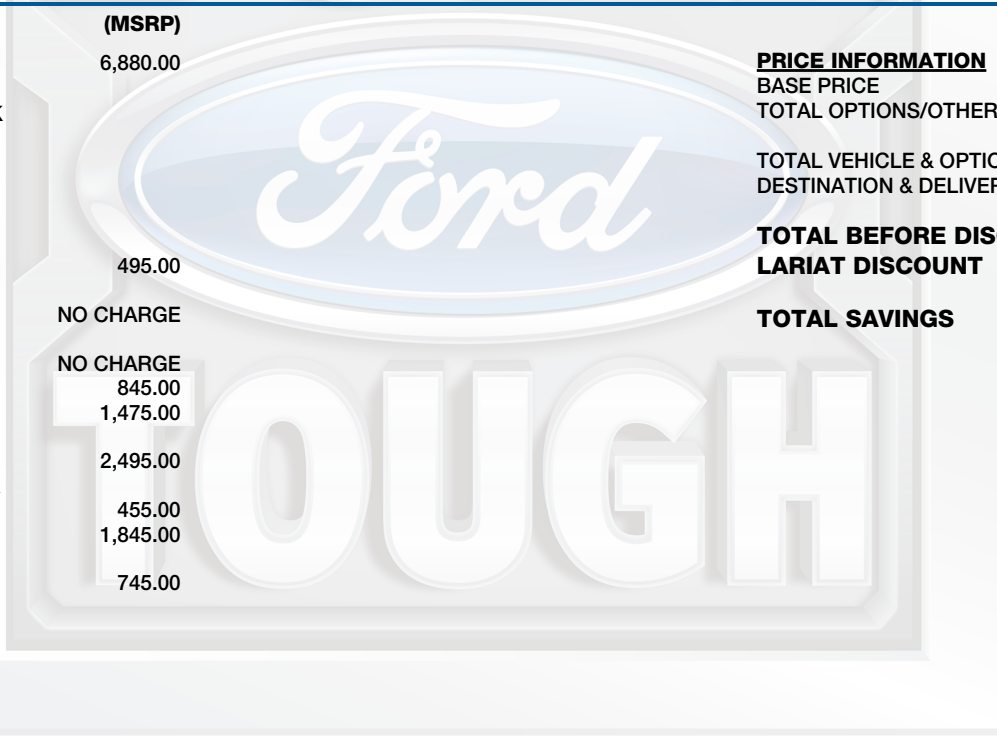 (MSRP)
6,880.00
495.00
NO CHARGE
NO CHARGE
845.00
1,475.00
2,495.00
455.00
1,845.00
745.00
Ford
TOUGH
PRICE INFORMATION
BASE PRICE
TOTAL OPTIONS/OTHER
TOTAL VEHICLE & OPTIO
DESTINATION & DELIVER
TOTAL BEFORE DIS
LARIAT DISCOUNT
TOTAL SAVINGS